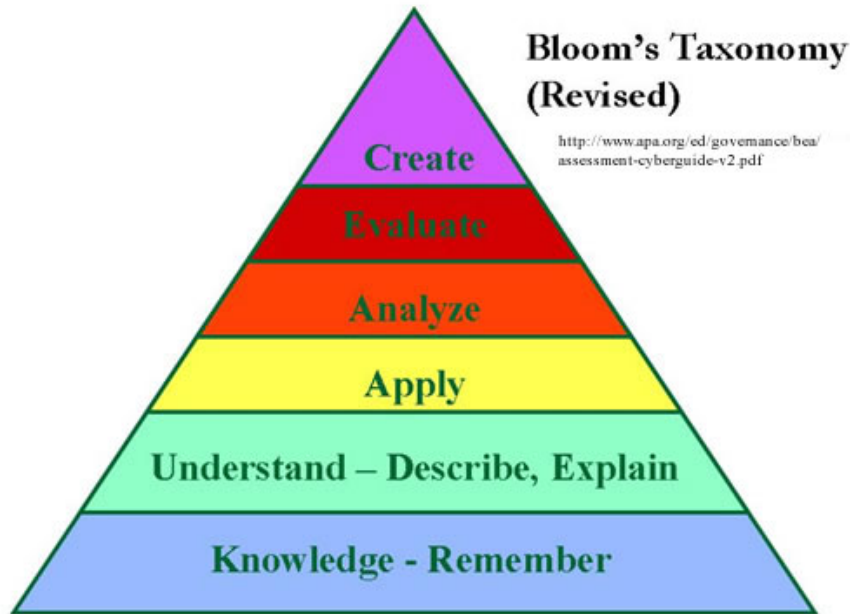 Bloom's Taxonomy
(Revised)
http://www.apa.org/ed/governance/bea/
assessment-cyberguide-v2.pdf
Create
Evaluate
Analyze
Apply
Understand – Describe, Explain
Knowledge - Remember